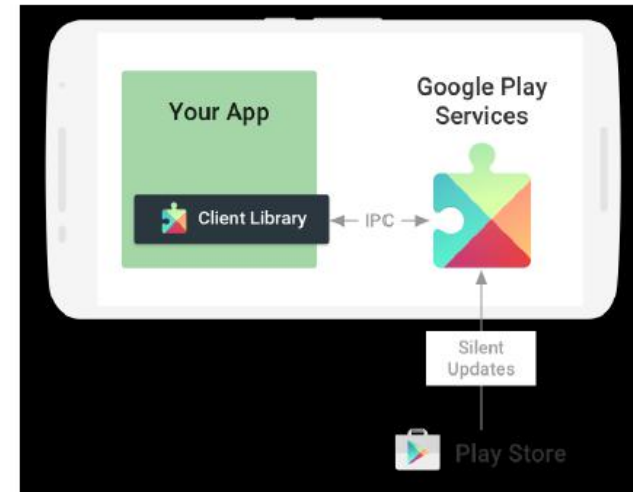 Your App
Google Play
Services
Client Library
IPC
Silent
Updates
Play Store